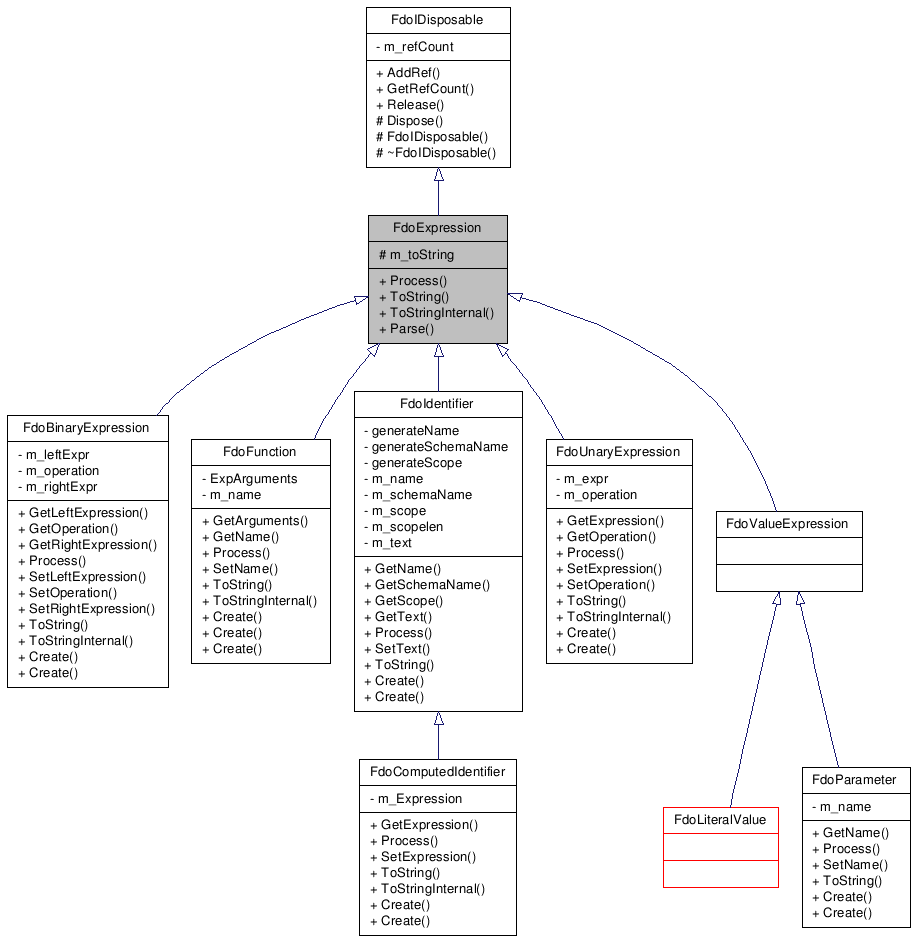 FdoIDisposable
- m_refCount
+ AddRef()
+ GetRefCount()
+ Release()
# Dispose()
# FdoIDisposable()
# ~FdoIDisposable()
FdoExpression
# m_toString
+ Process()
+ ToString()
+ ToStringInternal()
+ Parse()
FdoBinaryExpression
- m_leftExpr
- m_operation
- m_rightExpr
+ GetLeftExpression()
+ GetOperation()
+ GetRightExpression()
+ Process()
+ SetLeftExpression()
+ SetOperation()
+ SetRightExpression()
+ ToString()
+ ToStringInternal()
+ Create()
+ Create()
FdoFunction
- ExpArguments
- m_name
+ GetArguments()
+ GetName()
+ Process()
+ SetName()
+ ToString()
+ ToStringInternal()
+ Create()
+ Create()
+ Create()
FdoIdentifier
- generateName
- generateSchemaName
- generateScope
- m_name
- m_schemaName
- m_scope
- m_scopelen
- m_text
+ GetName()
+ GetSchemaName()
+ GetScope()
+ GetText()
+ Process()
+ SetText()
+ ToString()
+ Create()
+ Create()
FdoUnaryExpression
- m_expr
- m_operation
+ GetExpression()
+ GetOperation()
+ Process()
+ SetExpression()
+ SetOperation()
+ ToString()
+ ToStringInternal()
+ Create()
+ Create()
FdoValueExpression
FdoComputedIdentifier
- m_Expression
+ GetExpression()
+ Process()
+ SetExpression()
+ ToString()
+ ToStringInternal()
+ Create()
+ Create()
FdoLiteralValue
FdoParameter
- m_name
+ GetName()
+ Process()
+ SetName()
+ ToString()
+ Create()
+ Create()